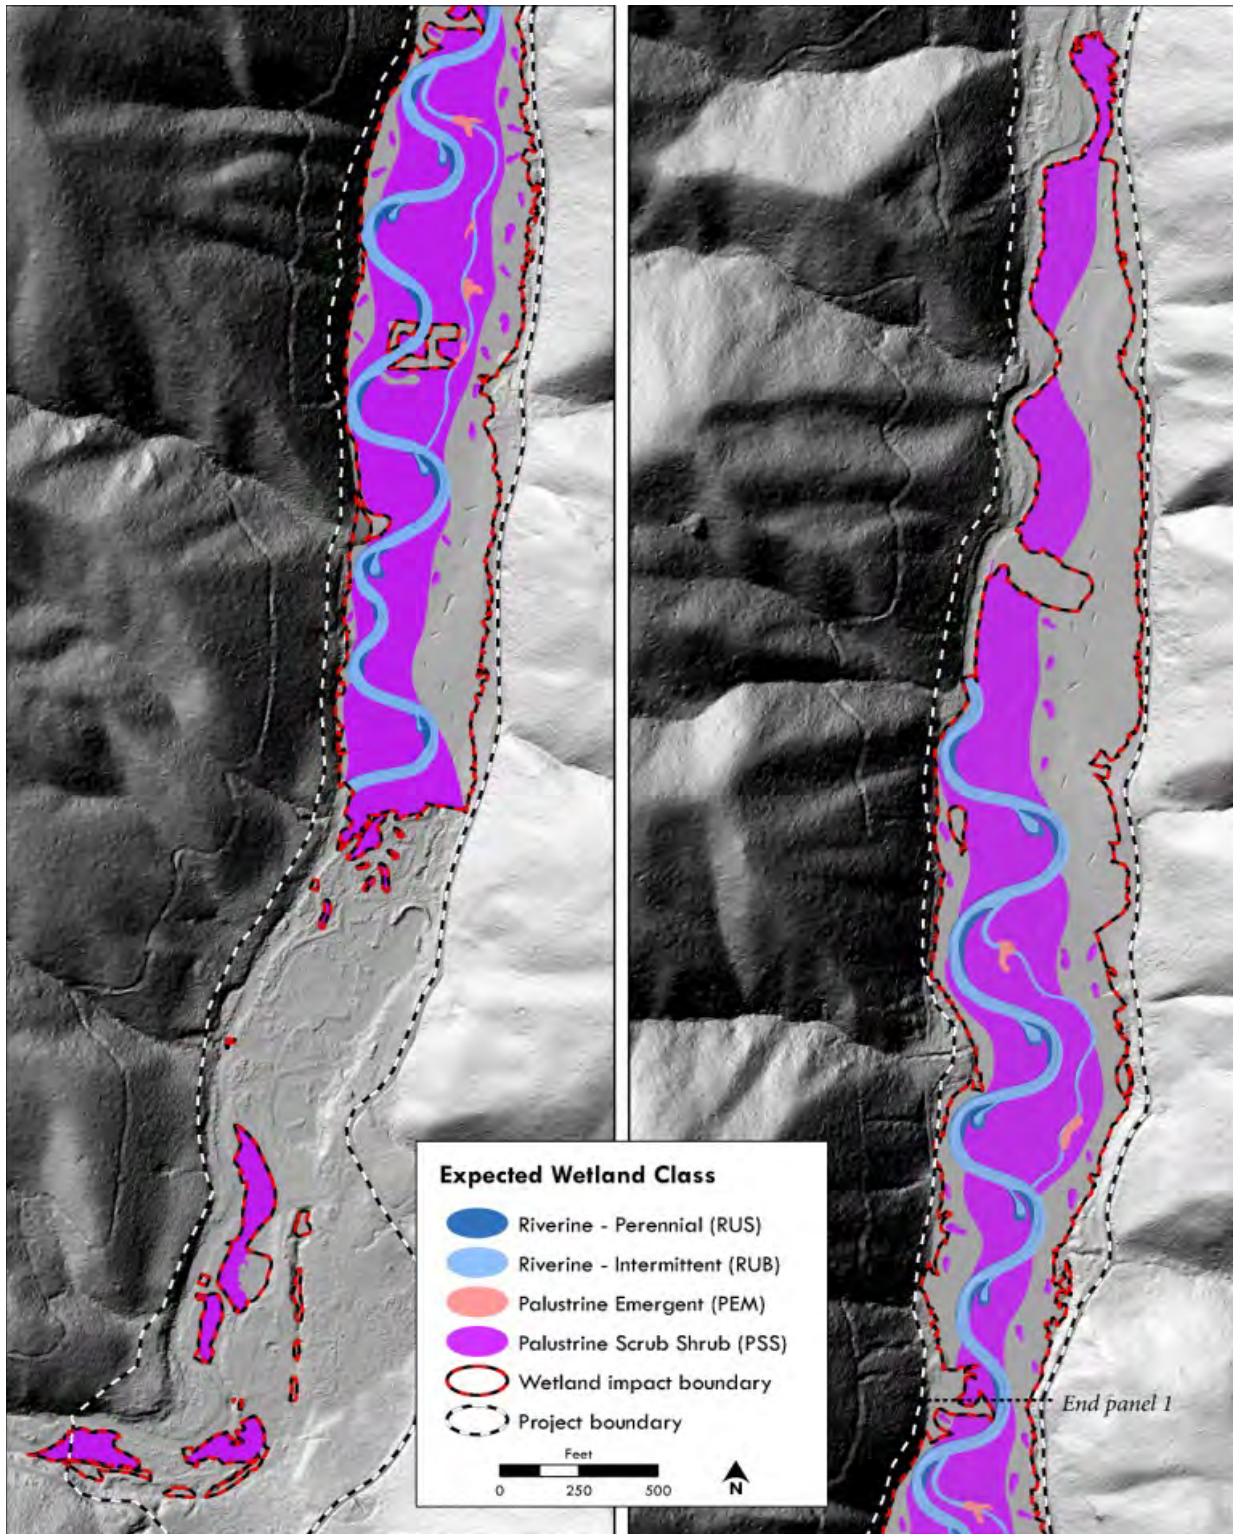 Expected Wetland Class
Riverine - Perennial (RUS)
Riverine - Intermittent (RUB)
Palustrine Emergent (PEM)
Palustrine Scrub Shrub (PSS)
Wetland impact boundary
Project boundary
Feet
0 250 500
N
End panel 1